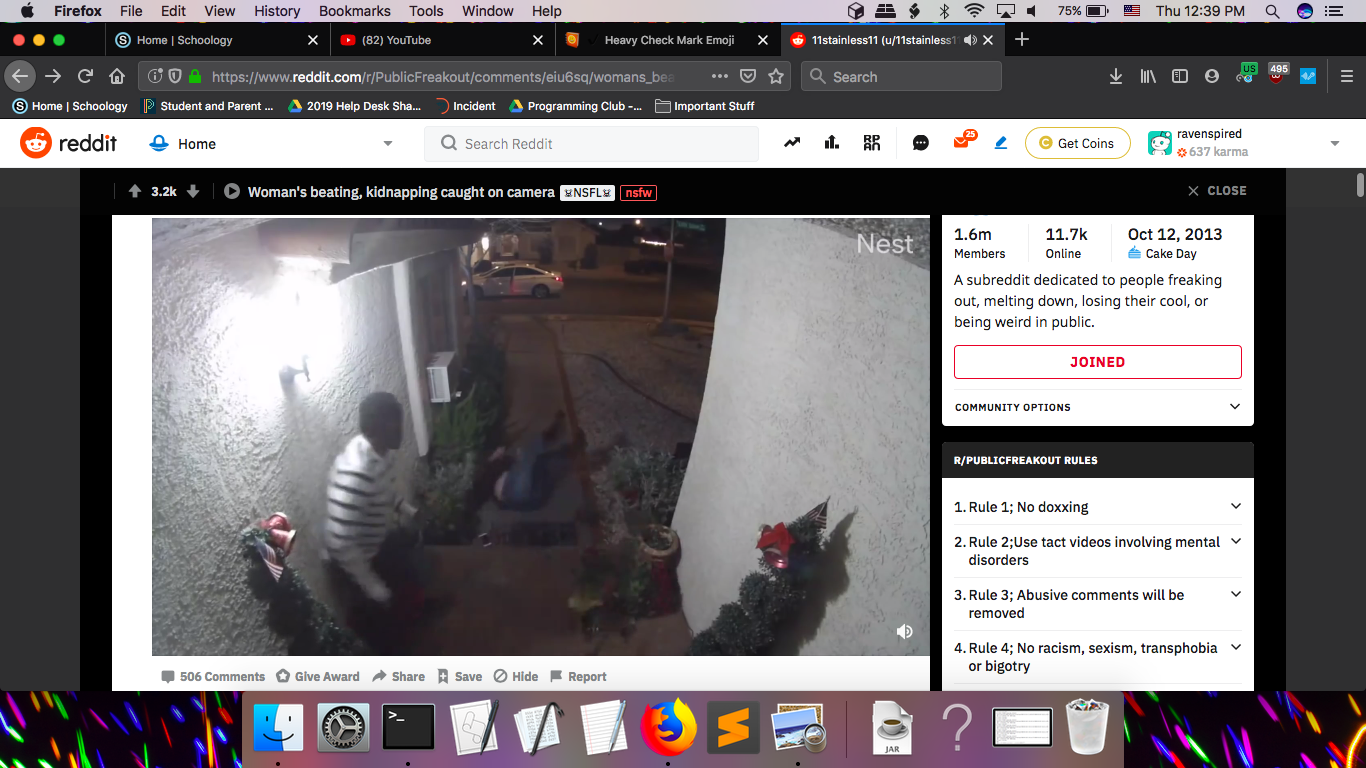 Firefox File Edit View History Bookmarks Tools Window Help 75% Thu 12:39 PM
Home | Schoology (82) YouTube Heavy Check Mark Emoji 11stainless11 (u/11stainless1
https://www.reddit.com/r/PublicFreakout/comments/eiu6sq/womans_bea Search US 495
Home | Schoology Student and Parent ... 2019 Help Desk Sha... Incident Programming Club -... Important Stuff
reddit Home Search Reddit 25 Get Coins ravenspired
637 karma
3.2k Woman's beating, kidnapping caught on camera NSFL nsfw CLOSE
Nest
1.6m 11.7k Oct 12, 2013
Members Online Cake Day
A subreddit dedicated to people freaking
out, melting down, losing their cool, or
being weird in public.
JOINED
COMMUNITY OPTIONS
R/PUBLICFREAKOUT RULES
1. Rule 1; No doxxing
2. Rule 2;Use tact videos involving mental
disorders
3. Rule 3; Abusive comments will be
removed
4. Rule 4; No racism, sexism, transphobia
or bigotry
506 Comments Give Award Share Save Hide Report
>_
JAR